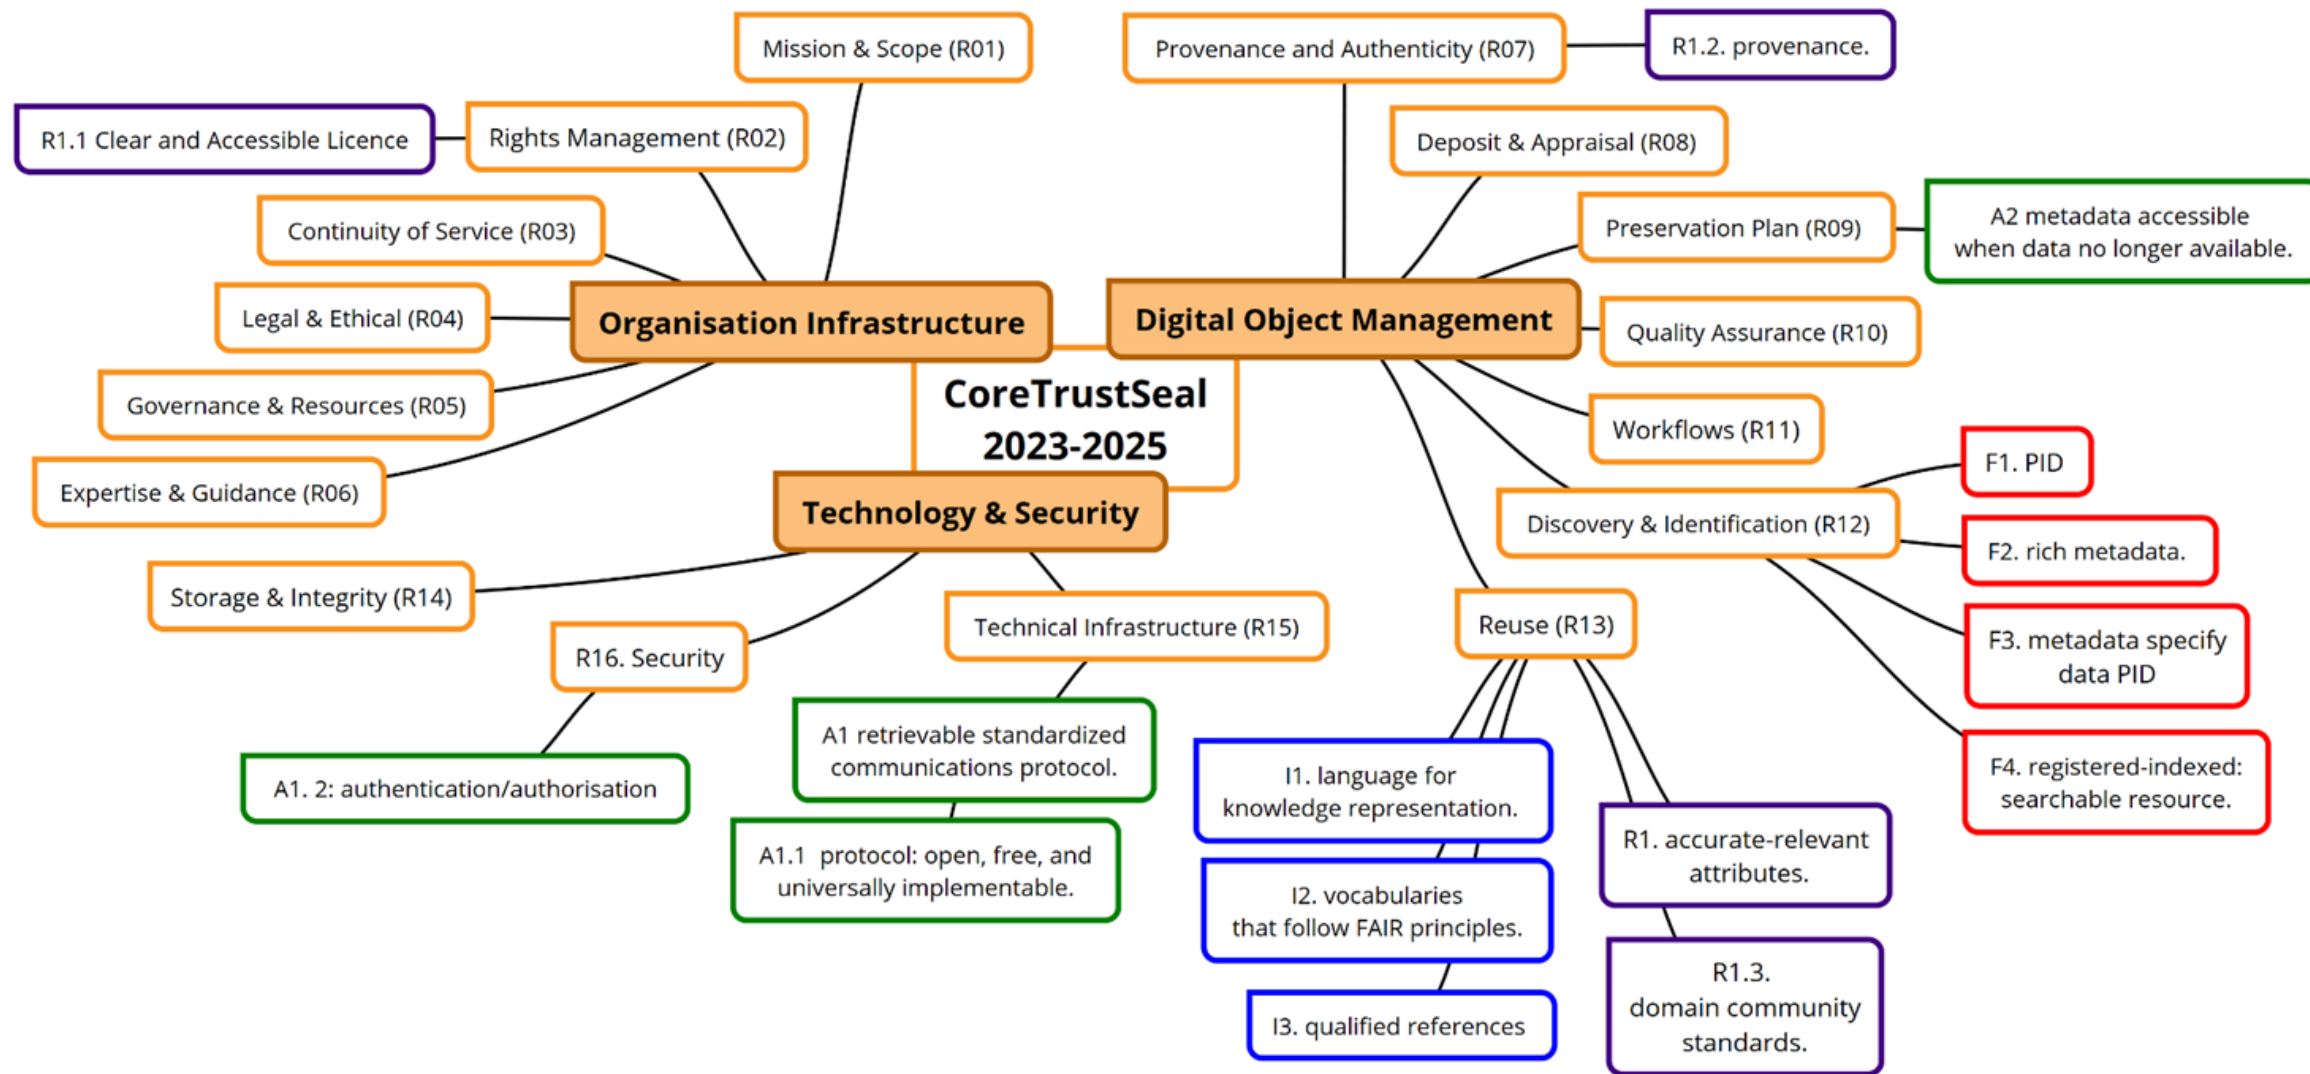 Mission & Scope (R01)
Provenance and Authenticity (R07)
R1.2. provenance.
R1.1 Clear and Accessible Licence
Rights Management (R02)
Deposit & Appraisal (R08)
Continuity of Service (R03)
Preservation Plan (R09)
A2 metadata accessible
when data no longer available.
Legal & Ethical (R04)
Organisation Infrastructure
Digital Object Management
Quality Assurance (R10)
Governance & Resources (R05)
CoreTrustSeal
2023-2025
Workflows (R11)
F1. PID
Expertise & Guidance (R06)
Technology & Security
Discovery & Identification (R12)
F2. rich metadata.
Storage & Integrity (R14)
R16. Security
Technical Infrastructure (R15)
Reuse (R13)
F3. metadata specify
data PID
A1. 2: authentication/authorisation
A1 retrievable standardized
communications protocol.
I1. language for
knowledge representation.
F4. registered-indexed:
searchable resource.
A1.1  protocol: open, free, and
universally implementable.
R1. accurate-relevant
attributes.
I2. vocabularies
that follow FAIR principles.
R1.3.
domain community
standards.
I3. qualified references